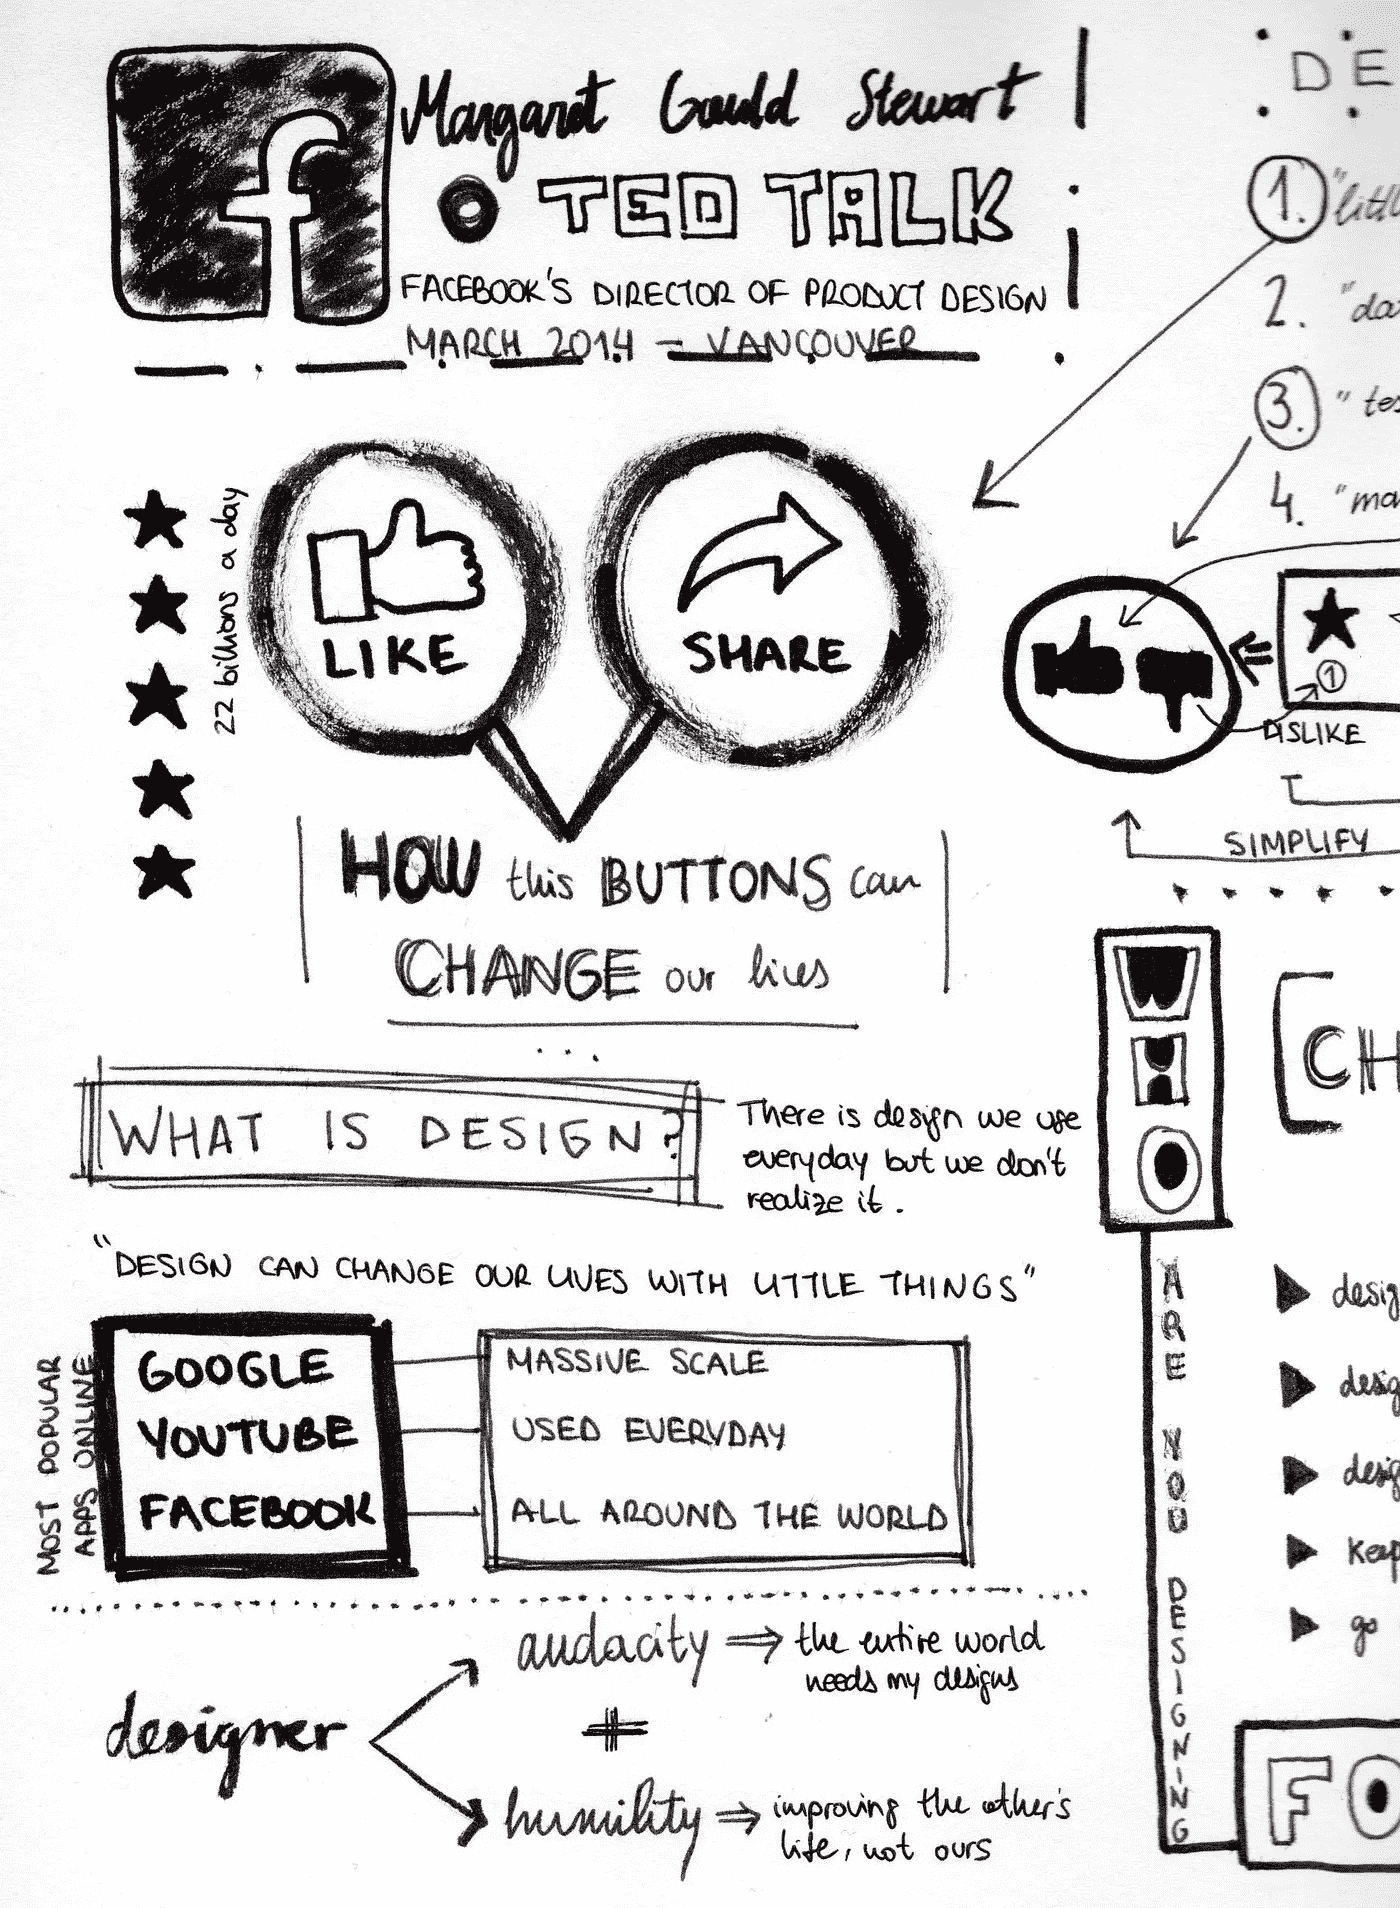 f
Margaret Gould Stewart
TED TALK
FACEBOOK'S DIRECTOR OF PRODUCT DESIGN
MARCH 2014 - VANCOUVER
22 billions a day
LIKE
SHARE
HOW this BUTTONS can
CHANGE our lives
WHAT IS DESIGN?
There is design we use
everyday but we don't
realize it.
"DESIGN CAN CHANGE OUR LIVES WITH LITTLE THINGS"
MOST POPULAR
APPS ONLINE
GOOGLE
YOUTUBE
FACEBOOK
MASSIVE SCALE
USED EVERYDAY
ALL AROUND THE WORLD
designer
audacity ⇒ the entire world
needs my designs
+
humility ⇒ improving the other's
life, not ours
DE
1. "littl
2. "da
3. "tes
4. "ma
1
DISLIKE
SIMPLIFY
CH
ARE YOU DESIGNING
desig
desig
desig
keep
go
FO